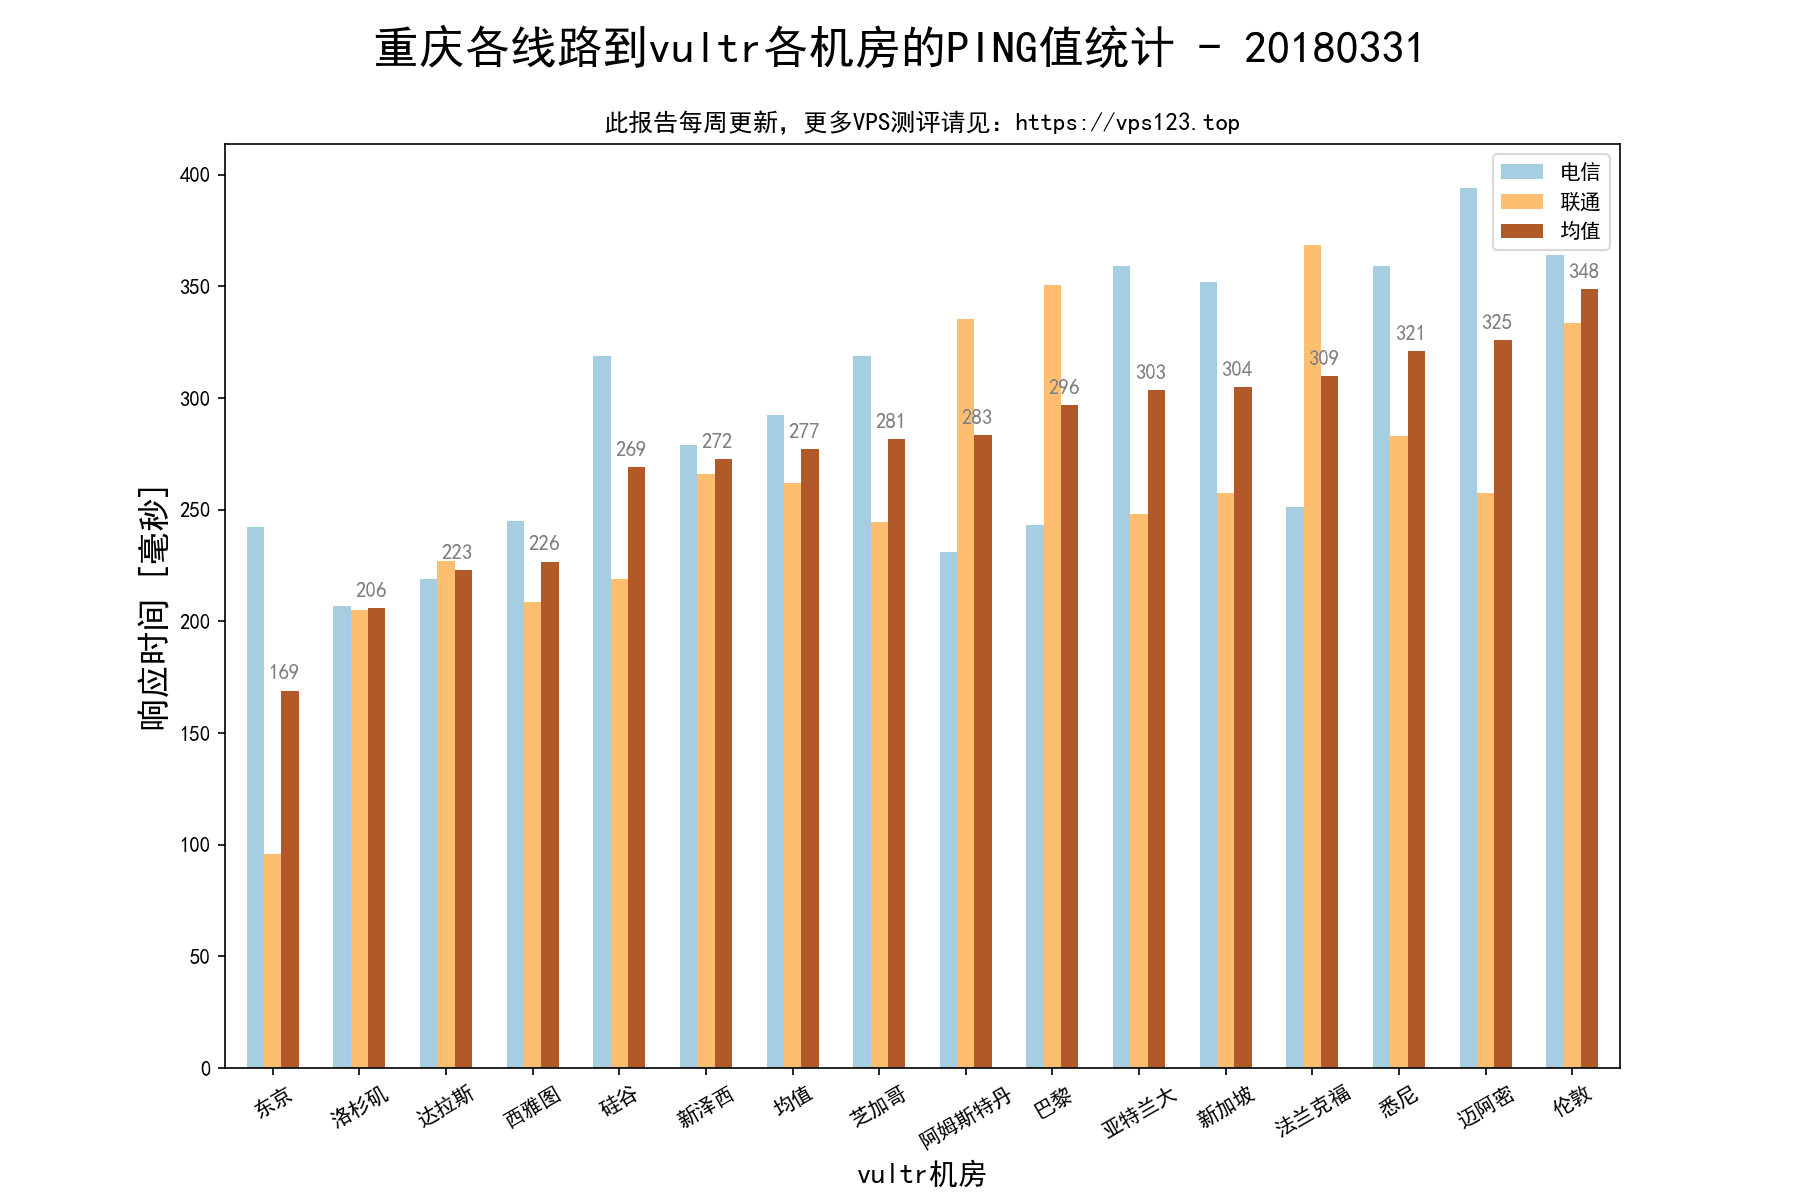 重庆各线路到vultr各机房的PING值统计 - 20180331
此报告每周更新，更多VPS测评请见：https://vps123.top
电信
联通
均值
响应时间 [毫秒]
400
350
300
250
200
150
100
50
0
169
206
223
226
269
272
277
281
283
296
303
304
309
321
325
348
东京
洛杉矶
达拉斯
西雅图
硅谷
新泽西
均值
芝加哥
阿姆斯特丹
巴黎
亚特兰大
新加坡
法兰克福
悉尼
迈阿密
伦敦
vultr机房